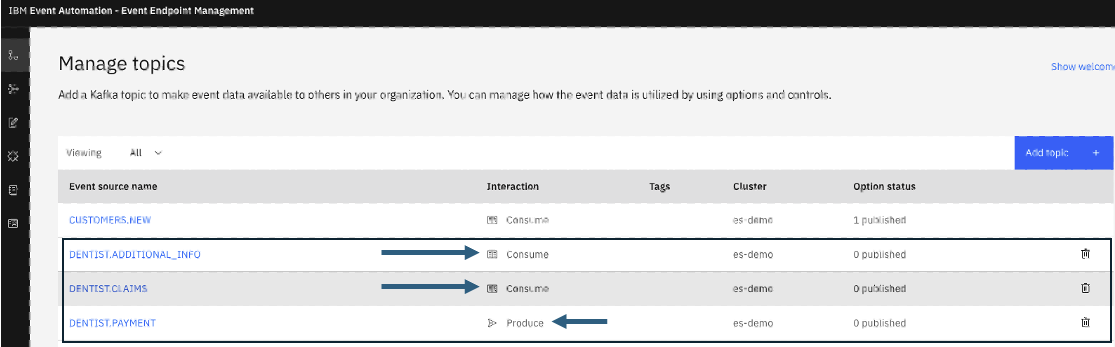 IBM Event Automation - Event Endpoint Management
Manage topics
Show welcome
Add a Kafka topic to make event data available to others in your organization. You can manage how the event data is utilized by using options and controls.
Viewing All Add topic +
Event source name Interaction Tags Cluster Option status
CUSTOMERS.NEW Consume es-demo 1 published
DENTIST.ADDITIONAL_INFO Consume es-demo 0 published
DENTIST.CLAIMS Consume es-demo 0 published
DENTIST.PAYMENT Produce es-demo 0 published